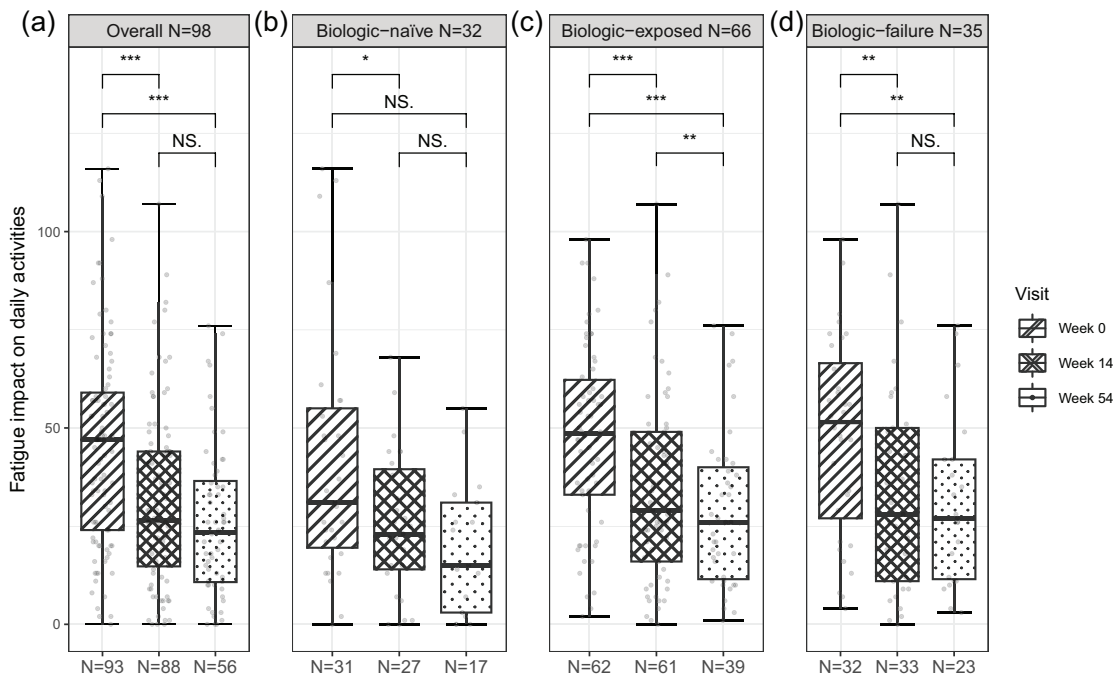 (a) Overall N=98
(b) Biologic−naïve N=32
(c) Biologic−exposed N=66
(d) Biologic−failure N=35
Fatigue impact on daily activities
100
50
0
***
***
NS.
*
NS.
NS.
***
***
**
**
**
NS.
N=93 N=88 N=56
N=31 N=27 N=17
N=62 N=61 N=39
N=32 N=33 N=23
Visit
Week 0
Week 14
Week 54